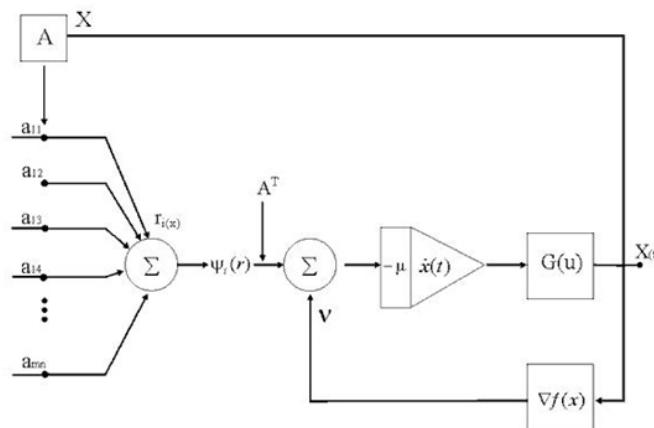 X
A
a11
a12
a13
a14
amn
ri(x)
Σ
ψi(r)
AT
Σ
ν
-μ
ẋ(t)
G(u)
∇f(x)